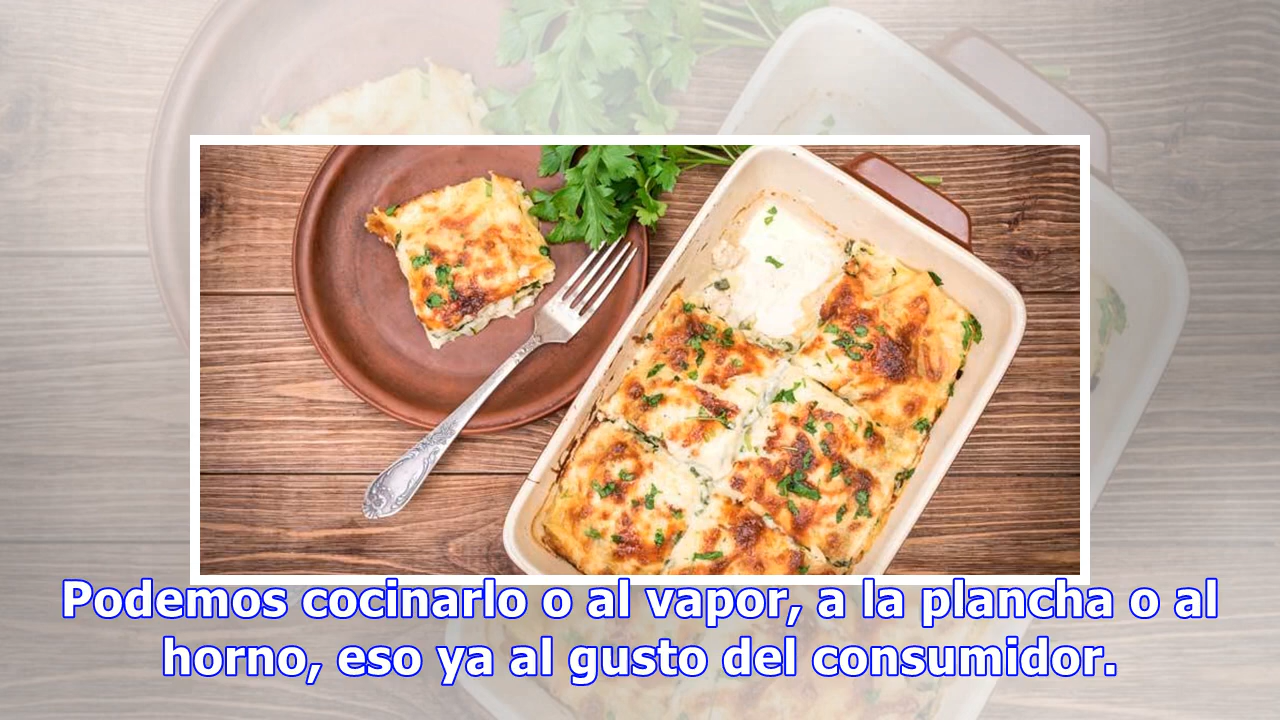 Podemos cocinarlo o al vapor, a la plancha o al
horno, eso ya al gusto del consumidor.